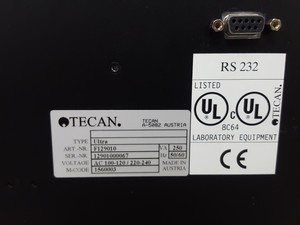 RS 232
LISTED
UL C UL
8C64
LABORATORY EQUIPMENT
CE
TECAN.
TECAN.
TECAN
A-5082 AUSTRIA
TYPE Ultra
ART.-NR. F129010 VA 250
SER.-NR. 12901000067 Hz 50/60
VOLTAGE AC 100-120 / 220-240 MADE IN
M-CODE 1560003 AUSTRIA